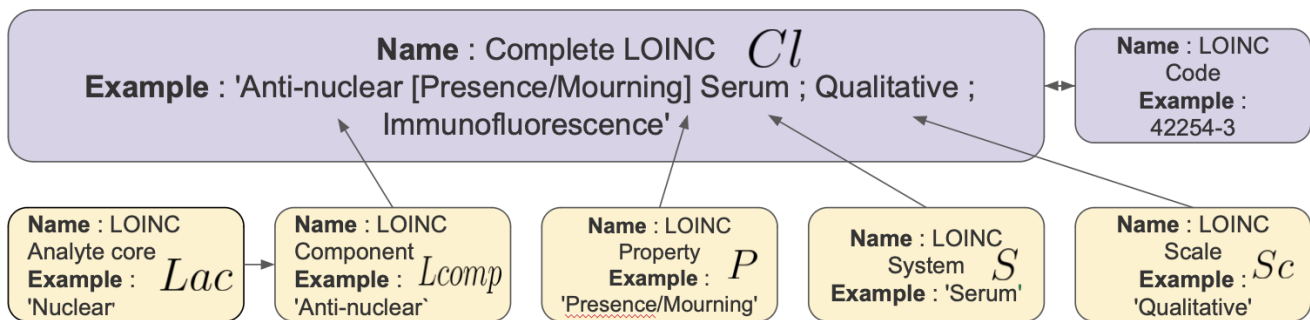 Name : Complete LOINC Cl
Example : 'Anti-nuclear [Presence/Mourning] Serum ; Qualitative ;
Immunofluorescence'
Name : LOINC
Code
Example :
42254-3
Name : LOINC
Analyte core
Example :
'Nuclear'
Lac
Name : LOINC
Component
Example :
'Anti-nuclear`
Lcomp
Name : LOINC
Property
Example :
'Presence/Mourning'
P
Name : LOINC
System
Example : 'Serum'
S
Name : LOINC
Scale
Example :
'Qualitative'
Sc